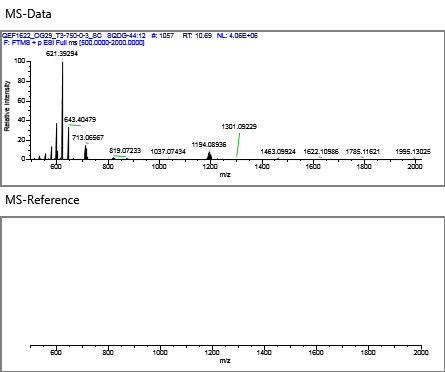 MS-Data
QEF1622_OG29_T3-750-0-3_BC SQDG-44:12 #: 1057 RT: 10.69 NL: 4.06E+06
F: FTMS + p ESI Full ms [500.0000-2000.0000]
621.39294
100
80
Relative Intensity
60
643.40479
1301.09229
40
713.06567
20
819.07233
1037.07434
1194.08936
1463.09924
1622.10986
1785.11621
1995.13025
0
600 800 1000 1200 1400 1600 1800 2000
m/z
MS-Reference
600 800 1000 1200 1400 1600 1800 2000
m/z